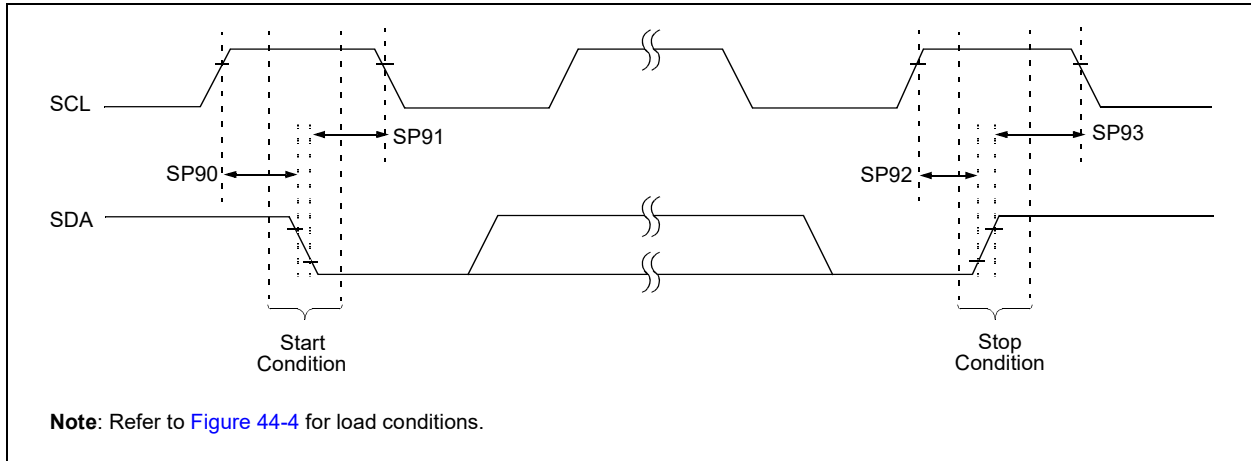 SCL
SP91
SP93
SP90
SP92
SDA
Start
Condition
Stop
Condition
Note: Refer to Figure 44-4 for load conditions.